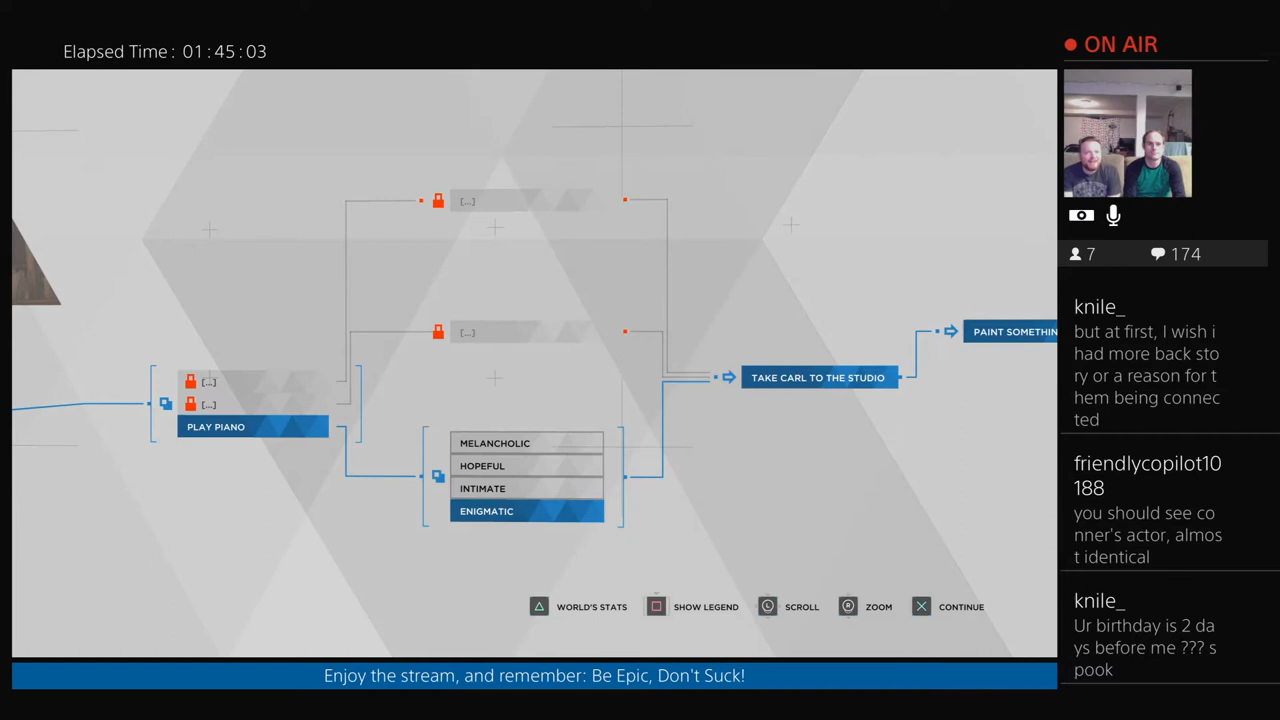 Elapsed Time: 01:45:03
[...]
[...]
[...]
[...]
PLAY PIANO
MELANCHOLIC
HOPEFUL
INTIMATE
ENIGMATIC
TAKE CARL TO THE STUDIO
PAINT SOMETHIN
WORLD'S STATS
SHOW LEGEND
L
SCROLL
R
ZOOM
CONTINUE
Enjoy the stream, and remember: Be Epic, Don't Suck!
ON AIR
7
174
knile_
but at first, I wish i
had more back sto
ry or a reason for t
hem being connec
ted
friendlycopilot10
188
you should see co
nner's actor, almos
t identical
knile_
Ur birthday is 2 da
ys before me ??? s
pook